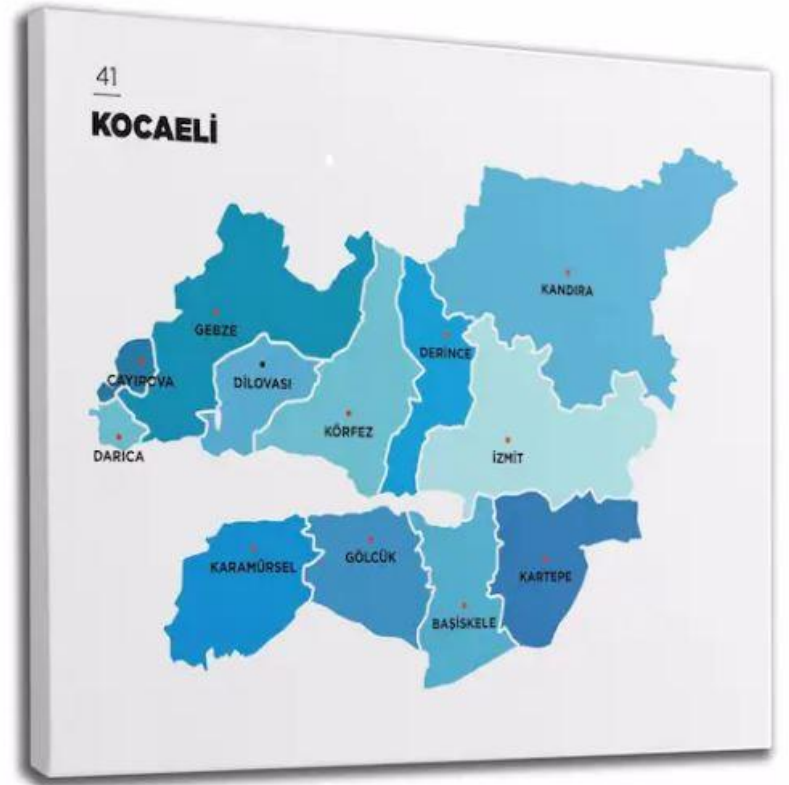 41
KOCAELİ
KANDIRA
GEBZE
DERİNCE
ÇAYIROVA
DİLOVASI
KÖRFEZ
DARICA
İZMİT
KARAMÜRSEL
GÖLCÜK
KARTEPE
BAŞİSKELE